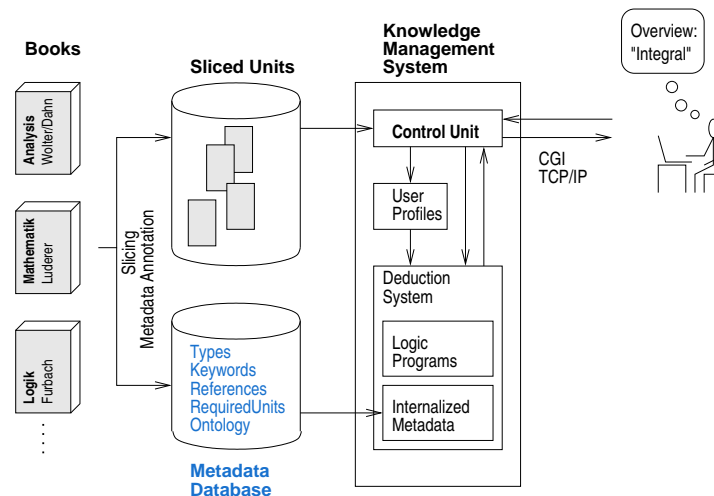 Books
Analysis
Wolter/Dahn
Mathematik
Luderer
Logik
Furbach
. . . .
Slicing
Metadata Annotation
Sliced Units
Types
Keywords
References
RequiredUnits
Ontology
Metadata
Database
Knowledge
Management
System
Control Unit
User
Profiles
Deduction
System
Logic
Programs
Internalized
Metadata
CGI
TCP/IP
Overview:
"Integral"